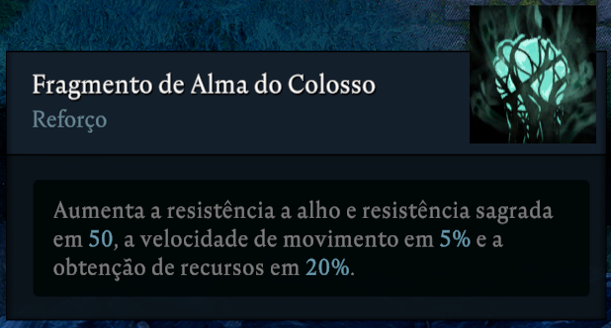 Fragmento de Alma do Colosso
Reforço
Aumenta a resistência a alho e resistência sagrada
em 50, a velocidade de movimento em 5% e a
obtenção de recursos em 20%.